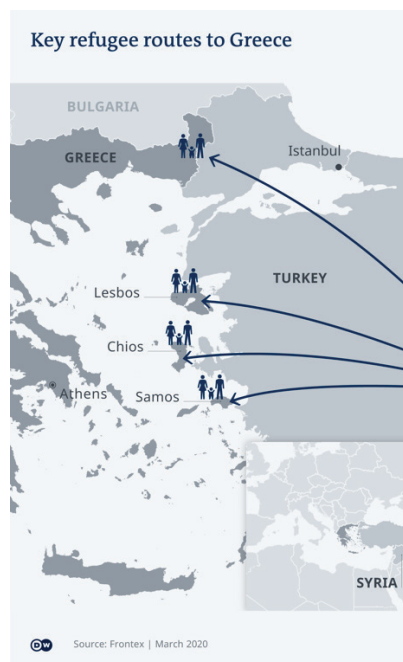 Key refugee routes to Greece
BULGARIA
Istanbul
GREECE
TURKEY
Lesbos
Chios
Athens
Samos
SYRIA
DW
Source: Frontex | March 2020